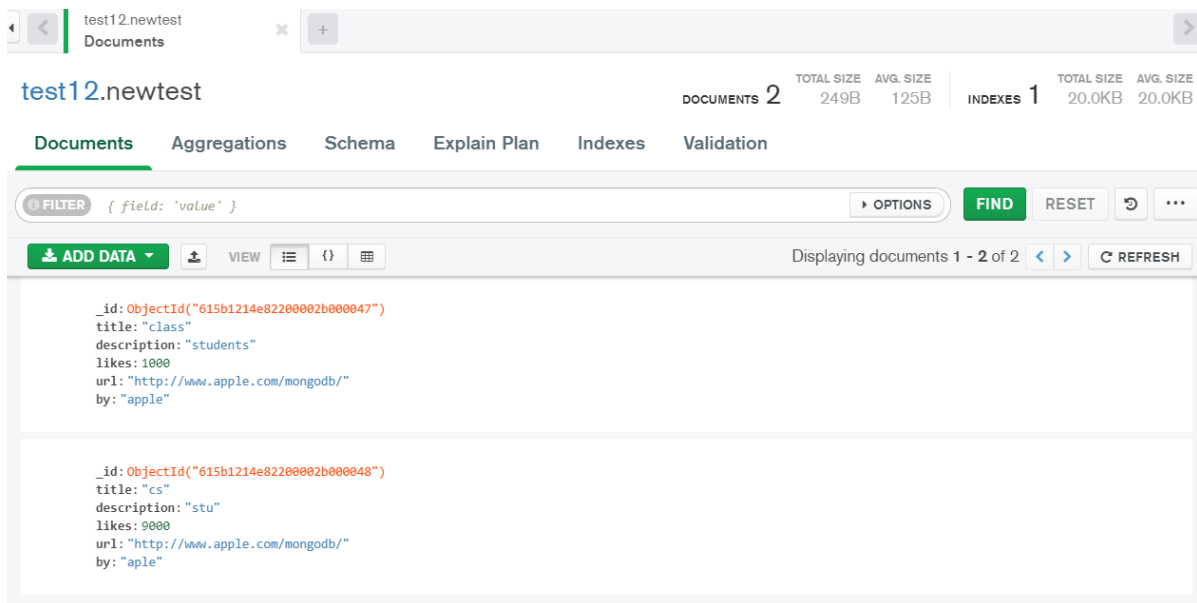 test12.newtest
Documents
test12.newtest
DOCUMENTS 2 TOTAL SIZE 249B AVG. SIZE 125B INDEXES 1 TOTAL SIZE 20.0KB AVG. SIZE 20.0KB
Documents Aggregations Schema Explain Plan Indexes Validation
FILTER { field: 'value' } OPTIONS FIND RESET
ADD DATA VIEW {} Displaying documents 1 - 2 of 2 < > REFRESH
_id: ObjectId("615b1214e82200002b000047")
title: "class"
description: "students"
likes: 1000
url: "http://www.apple.com/mongodb/"
by: "apple"
_id: ObjectId("615b1214e82200002b000048")
title: "cs"
description: "stu"
likes: 9000
url: "http://www.apple.com/mongodb/"
by: "aple"